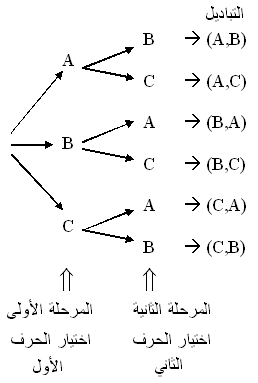 التباديل
B → (A,B)
A
C → (A,C)
A → (B,A)
B
C → (B,C)
A → (C,A)
C
B → (C,B)
⇑ ⇑
المرحلة الأولى المرحلة الثانية
اختيار الحرف اختيار الحرف
الأول الثاني